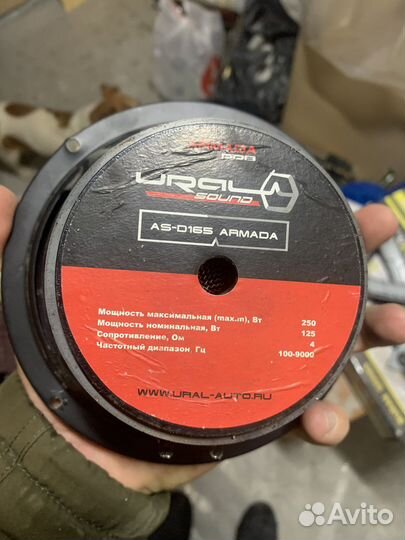 ARMADA
URAL
SOUND
AS-D165 ARMADA
Мощность максимальная (max.m), Вт 250
Мощность номинальная, Вт 125
Сопротивление, Ом 4
Частотный диапазон, Гц 100-9000
WWW.URAL-AUTO.RU
Avito